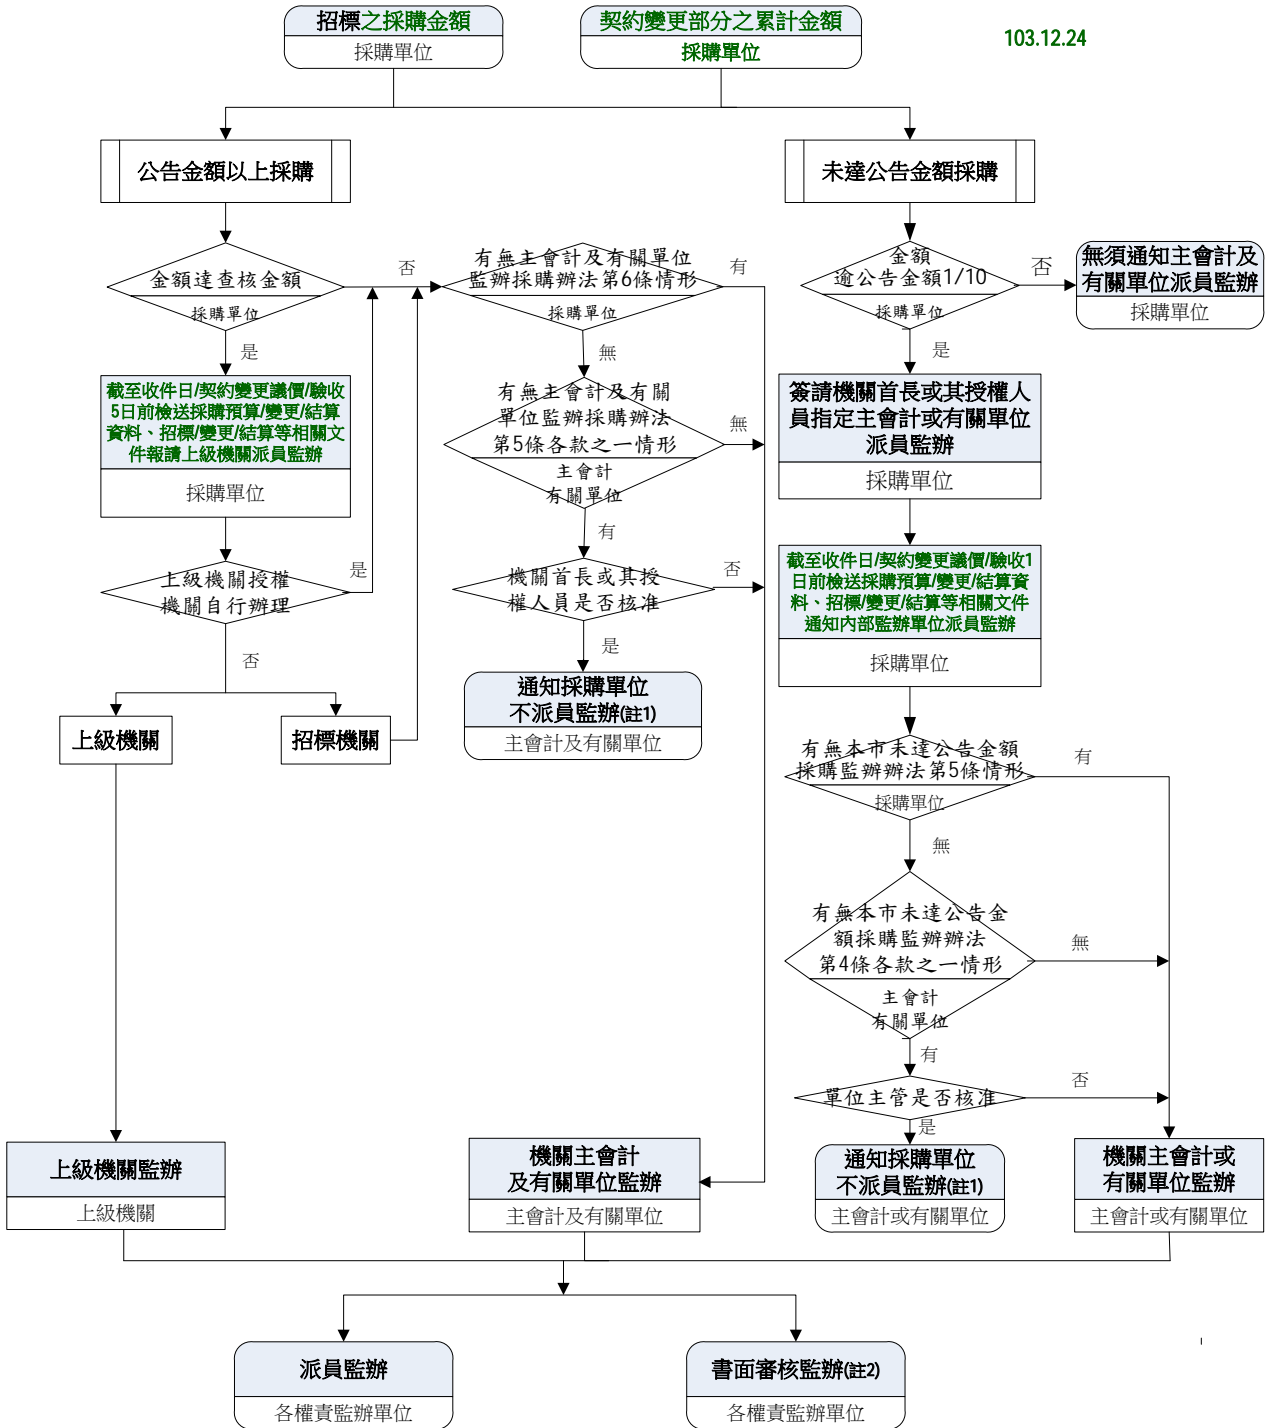 招標之採購金額
採購單位
契約變更部分之累計金額
採購單位
103.12.24
公告金額以上採購
未達公告金額採購
金額達查核金額
採購單位
否
是
有無主會計及有關單位
監辦採購辦法第6條情形
採購單位
有
無
金額
逾公告金額1/10
採購單位
否
是
無須通知主會計及
有關單位派員監辦
採購單位
截至收件日/契約變更議價/驗收
5日前檢送採購預算/變更/結算
資料、招標/變更/結算等相關文
件報請上級機關派員監辦
採購單位
有無主會計及有關
單位監辦採購辦法
第5條各款之一情形
主會計
有關單位
無
有
簽請機關首長或其授權人
員指定主會計或有關單位
派員監辦
採購單位
上級機關授權
機關自行辦理
是
否
機關首長或其授
權人員是否核准
否
是
截至收件日/契約變更議價/驗收1
日前檢送採購預算/變更/結算資
料、招標/變更/結算等相關文件
通知內部監辦單位派員監辦
採購單位
上級機關
招標機關
通知採購單位
不派員監辦(註1)
主會計及有關單位
有無本市未達公告金額
採購監辦辦法第5條情形
採購單位
有
無
有無本市未達公告金
額採購監辦辦法
第4條各款之一情形
主會計
有關單位
無
有
單位主管是否核准
否
是
上級機關監辦
上級機關
機關主會計
及有關單位監辦
主會計及有關單位
通知採購單位
不派員監辦(註1)
主會計或有關單位
機關主會計或
有關單位監辦
主會計或有關單位
派員監辦
各權責監辦單位
書面審核監辦(註2)
各權責監辦單位